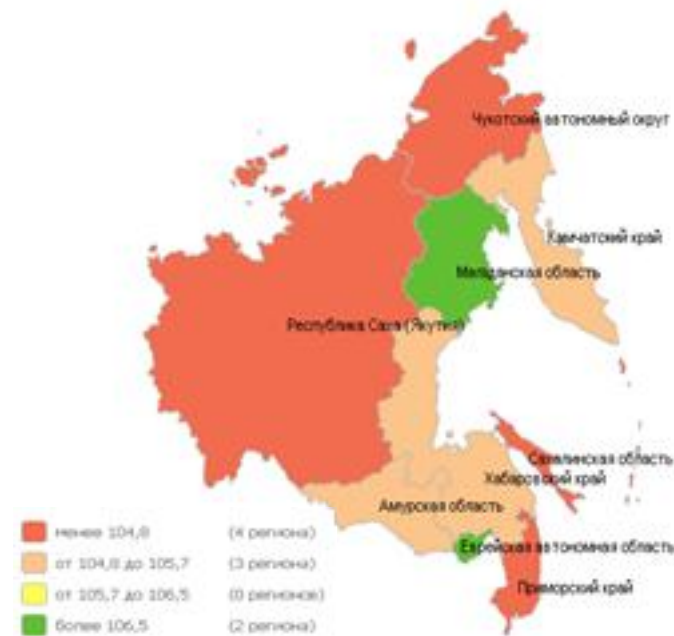 Чукотский автономный округ
Камчатский край
Магаданская область
Республика Саха (Якутия)
Сахалинская область
Хабаровский край
Амурская область
Еврейская автономная область
Приморский край
менее 104,8 (4 региона)
от 104,8 до 105,7 (3 региона)
от 105,7 до 106,5 (0 регионов)
более 106,5 (2 региона)